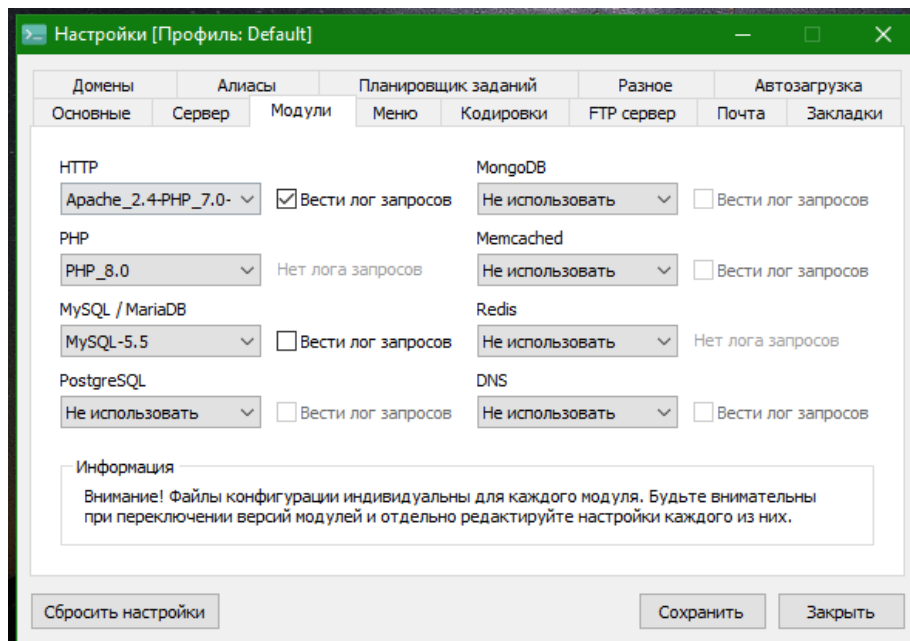 Настройки [Профиль: Default]
Домены Алиасы Планировщик заданий Разное Автозагрузка
Основные Сервер Модули Меню Кодировки FTP сервер Почта Закладки
HTTP
Apache_2.4-PHP_7.0- Вести лог запросов
PHP
PHP_8.0 Нет лога запросов
MySQL / MariaDB
MySQL-5.5 Вести лог запросов
PostgreSQL
Не использовать Вести лог запросов
MongoDB
Не использовать Вести лог запросов
Memcached
Не использовать Вести лог запросов
Redis
Не использовать Нет лога запросов
DNS
Не использовать Вести лог запросов
Информация
Внимание! Файлы конфигурации индивидуальны для каждого модуля. Будьте внимательны
при переключении версий модулей и отдельно редактируйте настройки каждого из них.
Сбросить настройки Сохранить Закрыть